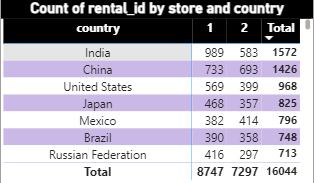 Count of rental_id by store and country
country 1 2 Total
India 989 583 1572
China 733 693 1426
United States 569 399 968
Japan 468 357 825
Mexico 382 414 796
Brazil 390 358 748
Russian Federation 416 297 713
Total 8747 7297 16044